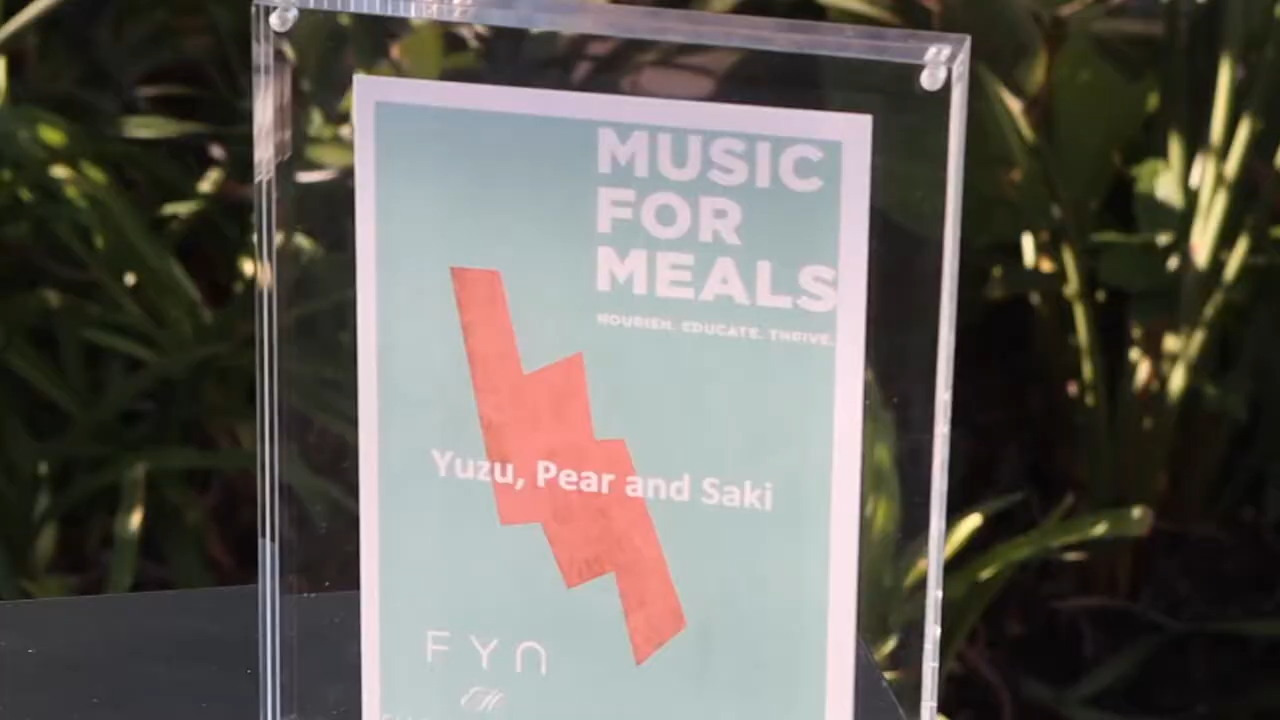 MUSIC
FOR
MEALS
NOURISH. EDUCATE. THRIVE.
Yuzu, Pear and Saki
FYN